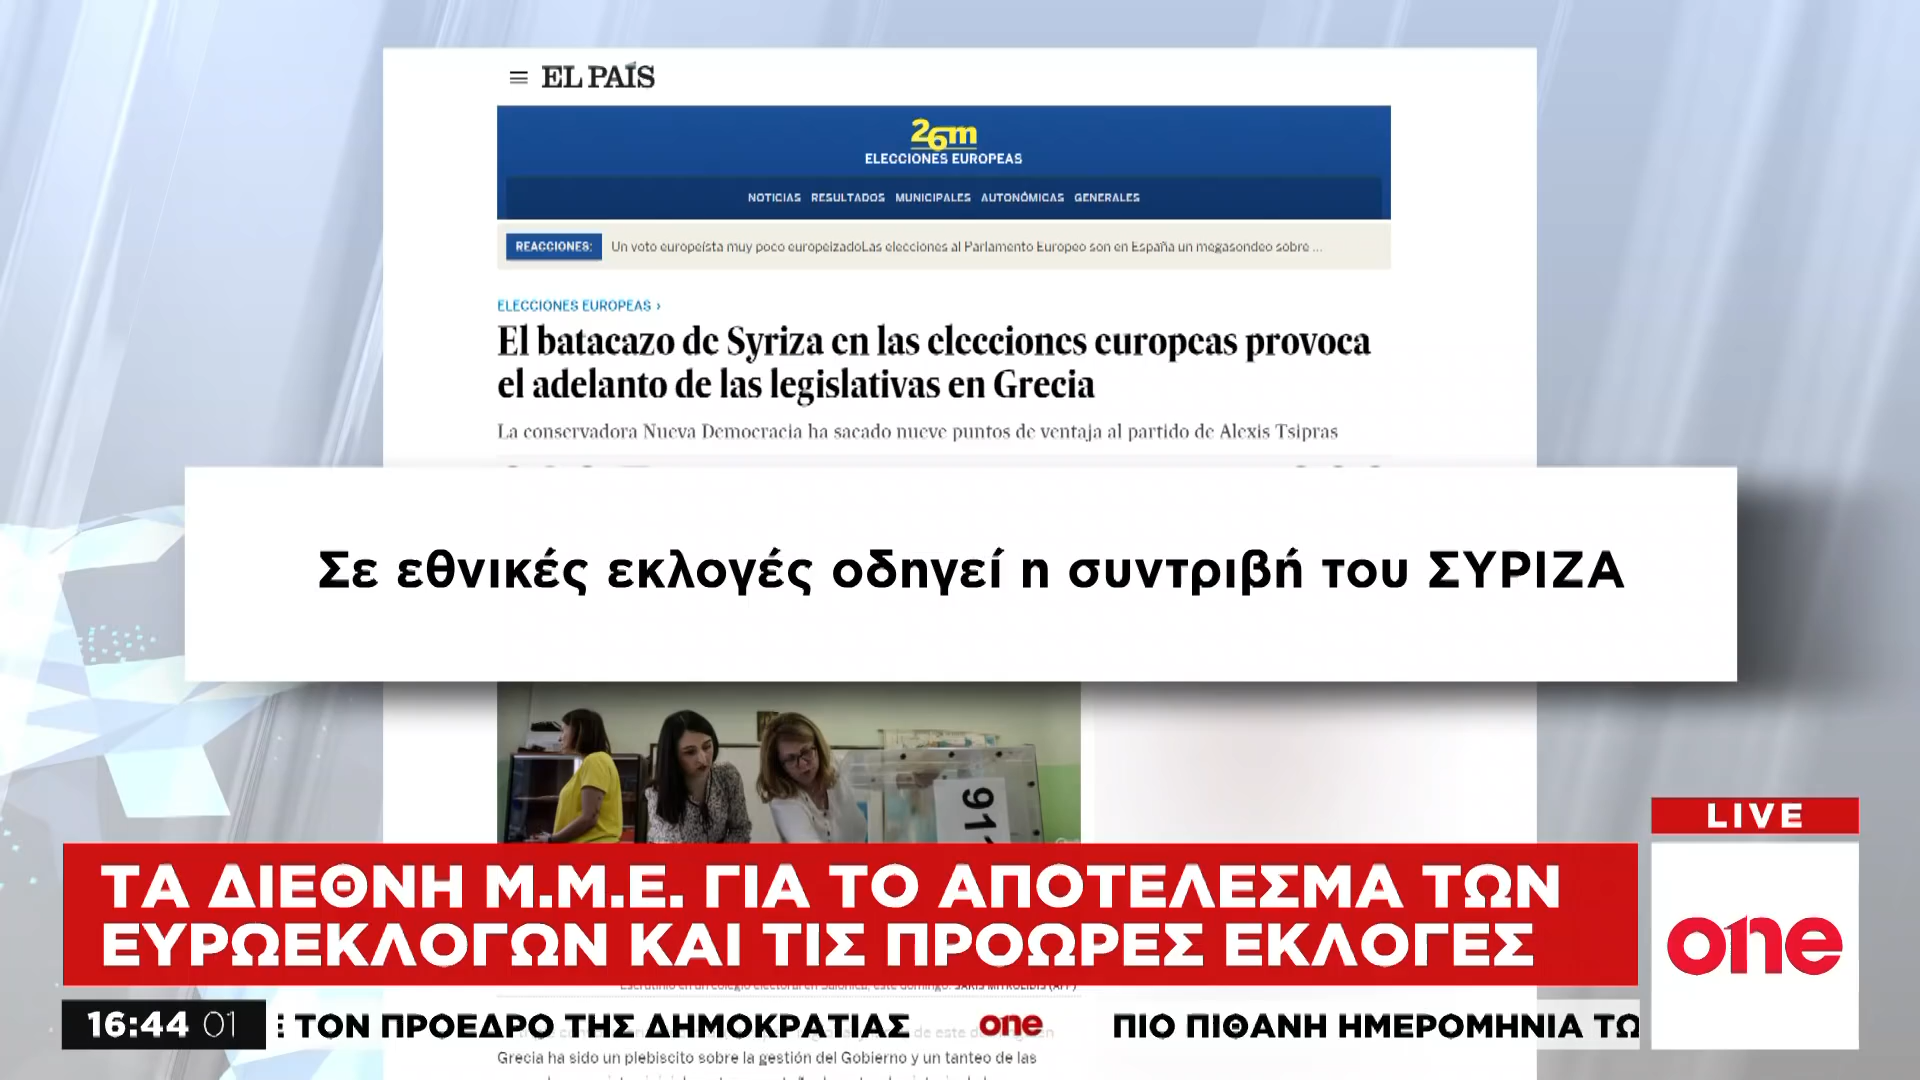 EL PAÍS
26m
ELECCIONES EUROPEAS
NOTICIAS RESULTADOS MUNICIPALES AUTONÓMICAS GENERALES
REACCIONES: Un voto europeísta muy poco europeizadoLas elecciones al Parlamento Europeo son en España un megasondeo sobre ...
ELECCIONES EUROPEAS ›
El batacazo de Syriza en las elecciones europeas provoca
el adelanto de las legislativas en Grecia
La conservadora Nueva Democracia ha sacado nueve puntos de ventaja al partido de Alexis Tsipras
Σε εθνικές εκλογές οδηγεί η συντριβή του ΣΥΡΙΖΑ
LIVE
ΤΑ ΔΙΕΘΝΗ Μ.Μ.Ε. ΓΙΑ ΤΟ ΑΠΟΤΕΛΕΣΜΑ ΤΩΝ
ΕΥΡΩΕΚΛΟΓΩΝ ΚΑΙ ΤΙΣ ΠΡΟΩΡΕΣ ΕΚΛΟΓΕΣ
one
16:44 01 ΤΟΝ ΠΡΟΕΔΡΟ ΤΗΣ ΔΗΜΟΚΡΑΤΙΑΣ one ΠΙΟ ΠΙΘΑΝΗ ΗΜΕΡΟΜΗΝΙΑ ΤΩ
Grecia ha sido un plebiscito sobre la gestión del Gobierno y un tanteo de las